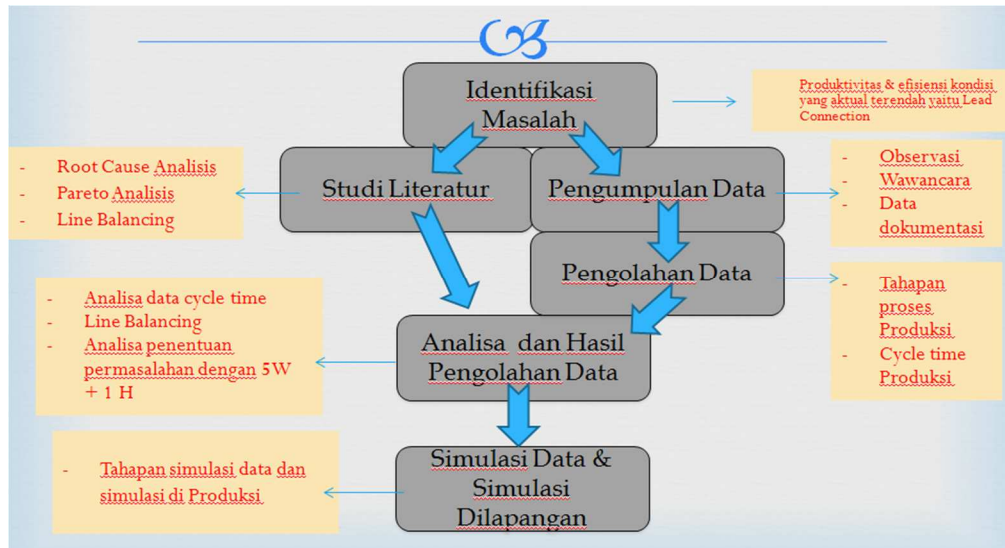 Identifikasi
Masalah
Produktivitas & efisiensi kondisi
yang aktual terendah yaitu Lead
Connection
- Root Cause Analisis
- Pareto Analisis
- Line Balancing
Studi Literatur
Pengumpulan Data
- Observasi
- Wawancara
- Data
dokumentasi
Pengolahan Data
- Tahapan
proses
Produksi
- Cycle time
Produksi
- Analisa data cycle time
- Line Balancing
- Analisa penentuan
permasalahan dengan 5W
+ 1 H
Analisa dan Hasil
Pengolahan Data
- Tahapan simulasi data dan
simulasi di Produksi
Simulasi Data &
Simulasi
Dilapangan